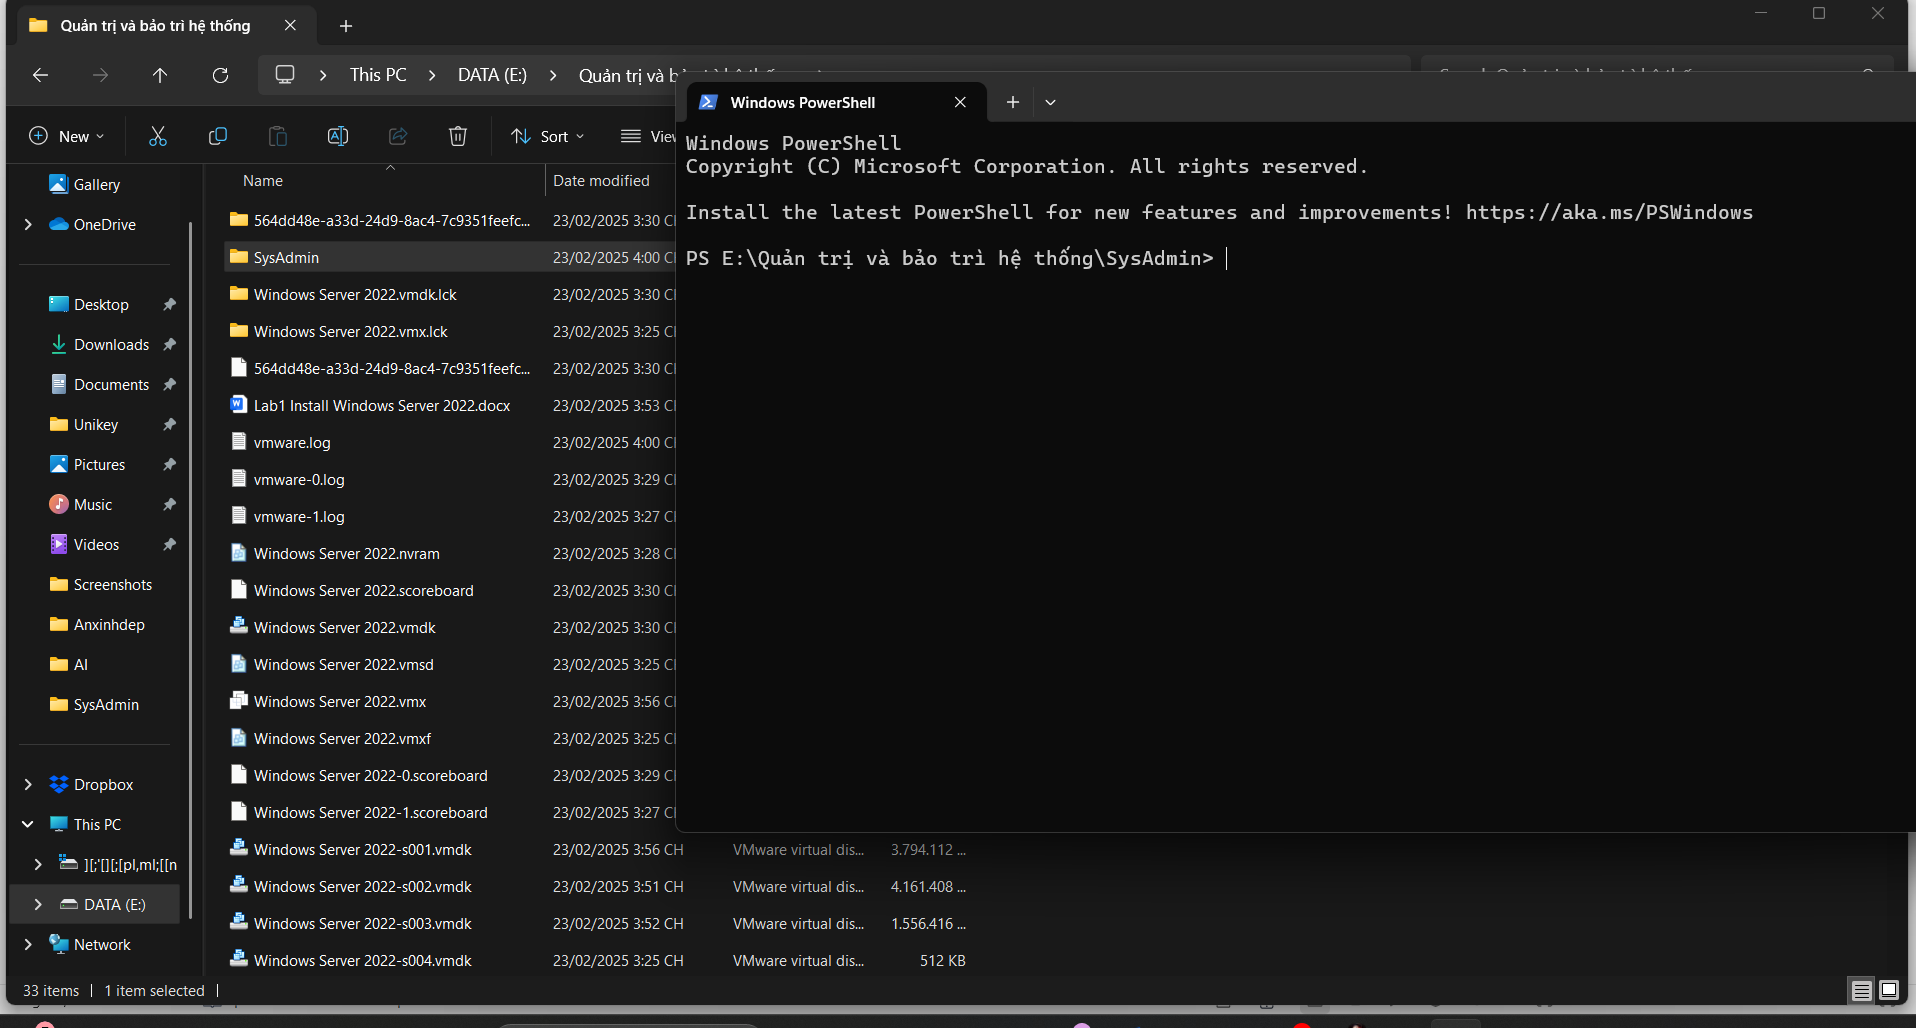 Quản trị và bảo trì hệ thống
This PC > DATA (E:) > Quản trị và
New
Sort
Gallery
OneDrive
Desktop
Downloads
Documents
Unikey
Pictures
Music
Videos
Screenshots
Anxinhdep
AI
SysAdmin
Dropbox
This PC
][;'[][;[pl,ml;[[n
DATA (E:)
Network
Name Date modified
564dd48e-a33d-24d9-8ac4-7c9351feefc... 23/02/2025 3:30
SysAdmin 23/02/2025 4:00
Windows Server 2022.vmdk.lck 23/02/2025 3:30
Windows Server 2022.vmx.lck 23/02/2025 3:25
564dd48e-a33d-24d9-8ac4-7c9351feefc... 23/02/2025 3:30
Lab1 Install Windows Server 2022.docx 23/02/2025 3:53
vmware.log 23/02/2025 4:00
vmware-0.log 23/02/2025 3:29
vmware-1.log 23/02/2025 3:27
Windows Server 2022.nvram 23/02/2025 3:28
Windows Server 2022.scoreboard 23/02/2025 3:30
Windows Server 2022.vmdk 23/02/2025 3:30
Windows Server 2022.vmsd 23/02/2025 3:25
Windows Server 2022.vmx 23/02/2025 3:56
Windows Server 2022.vmxf 23/02/2025 3:25
Windows Server 2022-0.scoreboard 23/02/2025 3:29
Windows Server 2022-1.scoreboard 23/02/2025 3:27
Windows Server 2022-s001.vmdk 23/02/2025 3:56 CH VMware virtual dis... 3.794.112 ...
Windows Server 2022-s002.vmdk 23/02/2025 3:51 CH VMware virtual dis... 4.161.408 ...
Windows Server 2022-s003.vmdk 23/02/2025 3:52 CH VMware virtual dis... 1.556.416 ...
Windows Server 2022-s004.vmdk 23/02/2025 3:25 CH VMware virtual dis... 512 KB
33 items | 1 item selected |
Windows PowerShell
Windows PowerShell
Copyright (C) Microsoft Corporation. All rights reserved.
Install the latest PowerShell for new features and improvements! https://aka.ms/PSWindows
PS E:\Quản trị và bảo trì hệ thống\SysAdmin>